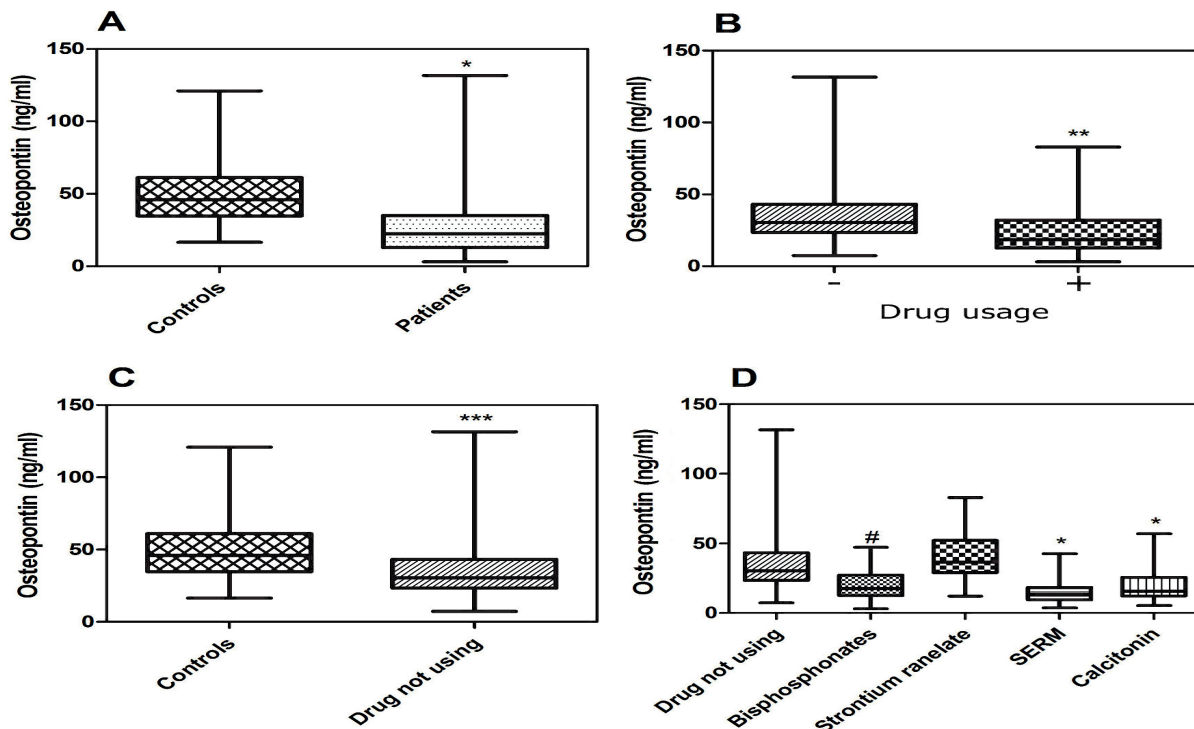 A
Osteopontin (ng/ml)
150
100
50
0
*
Controls
Patients
B
Osteopontin (ng/ml)
150
100
50
0
**
-
+
Drug usage
C
Osteopontin (ng/ml)
150
100
50
0
***
Controls
Drug not using
D
Osteopontin (ng/ml)
150
100
50
0
#
*
*
Drug not using
Bisphosphonates
Strontium ranelate
SERM
Calcitonin